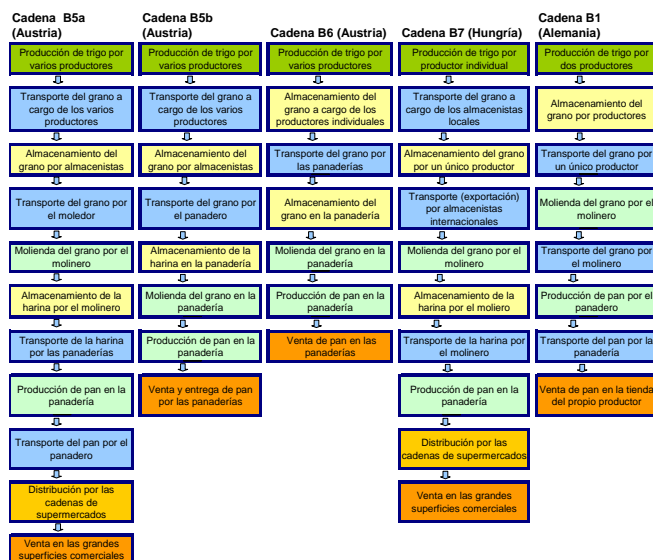 Cadena B5a
(Austria)
Producción de trigo por
varios productores
Transporte del grano a
cargo de los varios
productores
Almacenamiento del
grano por almacenistas
Transporte del grano por
el moledor
Molienda del grano por el
molinero
Almacenamiento de la
harina por el molinero
Transporte de la harina
por las panaderías
Producción de pan en la
panadería
Transporte del pan por el
panadero
Distribución por las
cadenas de
supermercados
Venta en las grandes
superficies comerciales
Cadena B5b
(Austria)
Producción de trigo por
varios productores
Transporte del grano a
cargo de los varios
productores
Almacenamiento del
grano por almacenistas
Transporte del grano por
el panadero
Almacenamiento de la
harina en la panadería
Molienda del grano en la
panadería
Producción de pan en la
panadería
Venta y entrega de pan
por las panaderías
Cadena B6 (Austria)
Producción de trigo por
varios productores
Almacenamiento del
grano a cargo de los
productores individuales
Transporte del grano por
las panaderías
Almacenamiento del
grano en la panadería
Molienda del grano en la
panadería
Producción de pan en la
panadería
Venta de pan en las
panaderías
Cadena B7 (Hungría)
Producción de trigo por
productor individual
Transporte del grano a
cargo de los almacenistas
locales
Almacenamiento del grano
por un único productor
Transporte (exportación)
por almacenistas
internacionales
Molienda del grano por el
molinero
Almacenamiento de la
harina por el moliero
Transporte de la harina por
el molinero
Producción de pan en la
panadería
Distribución por las
cadenas de supermercados
Venta en las grandes
superficies comerciales
Cadena B1
(Alemania)
Producción de trigo por
dos productores
Almacenamiento del
grano por productores
Transporte del grano por
un único productor
Molienda del grano por el
molinero
Transporte del grano por
el molinero
Producción de pan por el
panadero
Transporte del pan por la
panadería
Venta de pan en la tienda
del propio productor